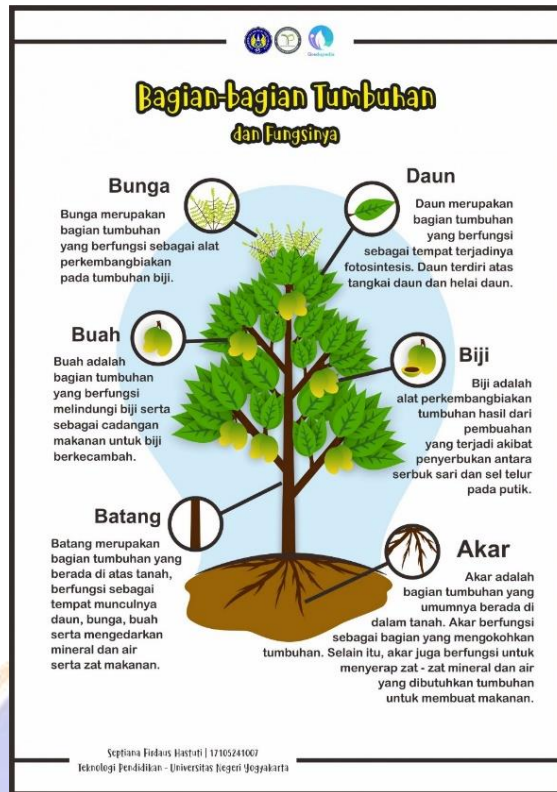 Bagian-bagian Tumbuhan
dan Fungsinya
Bunga
Bunga merupakan
bagian tumbuhan
yang berfungsi sebagai alat
perkembangbiakan
pada tumbuhan biji.
Daun
Daun merupakan
bagian tumbuhan
yang berfungsi
sebagai tempat terjadinya
fotosintesis. Daun terdiri atas
tangkai daun dan helai daun.
Buah
Buah adalah
bagian tumbuhan
yang berfungsi
melindungi biji serta
sebagai cadangan
makanan untuk biji
berkecambah.
Biji
Biji adalah
alat perkembangbiakan
tumbuhan hasil dari
pembuahan
yang terjadi akibat
penyerbukan antara
serbuk sari dan sel telur
pada putik.
Batang
Batang merupakan
bagian tumbuhan yang
berada di atas tanah,
berfungsi sebagai
tempat munculnya
daun, bunga, buah
serta mengedarkan
mineral dan air
serta zat makanan.
Akar
Akar adalah
bagian tumbuhan yang
umumnya berada di
dalam tanah. Akar berfungsi
sebagai bagian yang mengokohkan
tumbuhan. Selain itu, akar juga berfungsi untuk
menyerap zat - zat mineral dan air
yang dibutuhkan tumbuhan
untuk membuat makanan.
Septiana Firdaus Hastuti | 17105241007
Teknologi Pendidikan - Universitas Negeri Yogyakarta